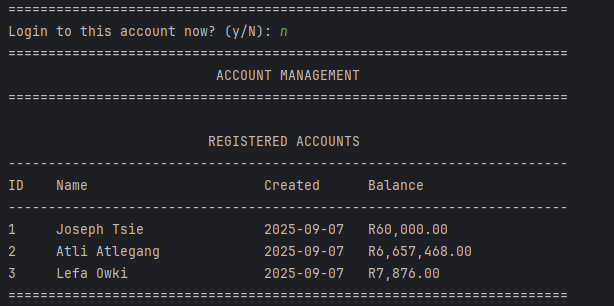 ======================================================================
Login to this account now? (y/N): n
======================================================================
                          ACCOUNT MANAGEMENT
======================================================================

                         REGISTERED ACCOUNTS
----------------------------------------------------------------------
ID    Name                      Created      Balance
----------------------------------------------------------------------
1     Joseph Tsie               2025-09-07   R60,000.00
2     Atli Atlegang             2025-09-07   R6,657,468.00
3     Lefa Owki                 2025-09-07   R7,876.00
======================================================================